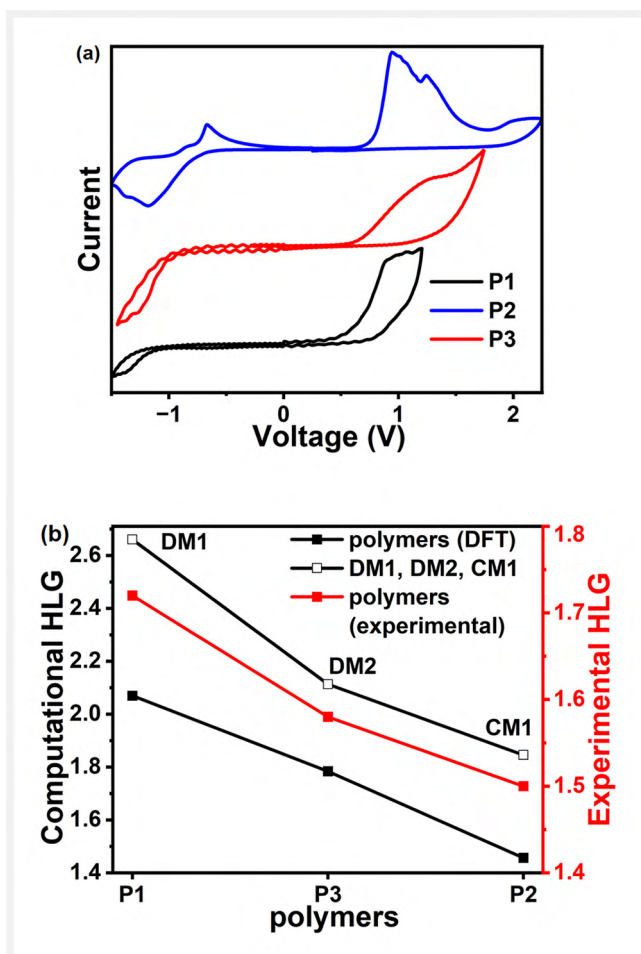 (a)
Current
P1
P2
P3
−1
0
1
2
Voltage (V)
(b)
Computational HLG
2.6
2.4
2.2
2.0
1.8
1.6
1.4
DM1
DM2
CM1
polymers (DFT)
DM1, DM2, CM1
polymers
(experimental)
1.8
1.7
1.6
1.5
1.4
Experimental HLG
P1
P3
P2
polymers